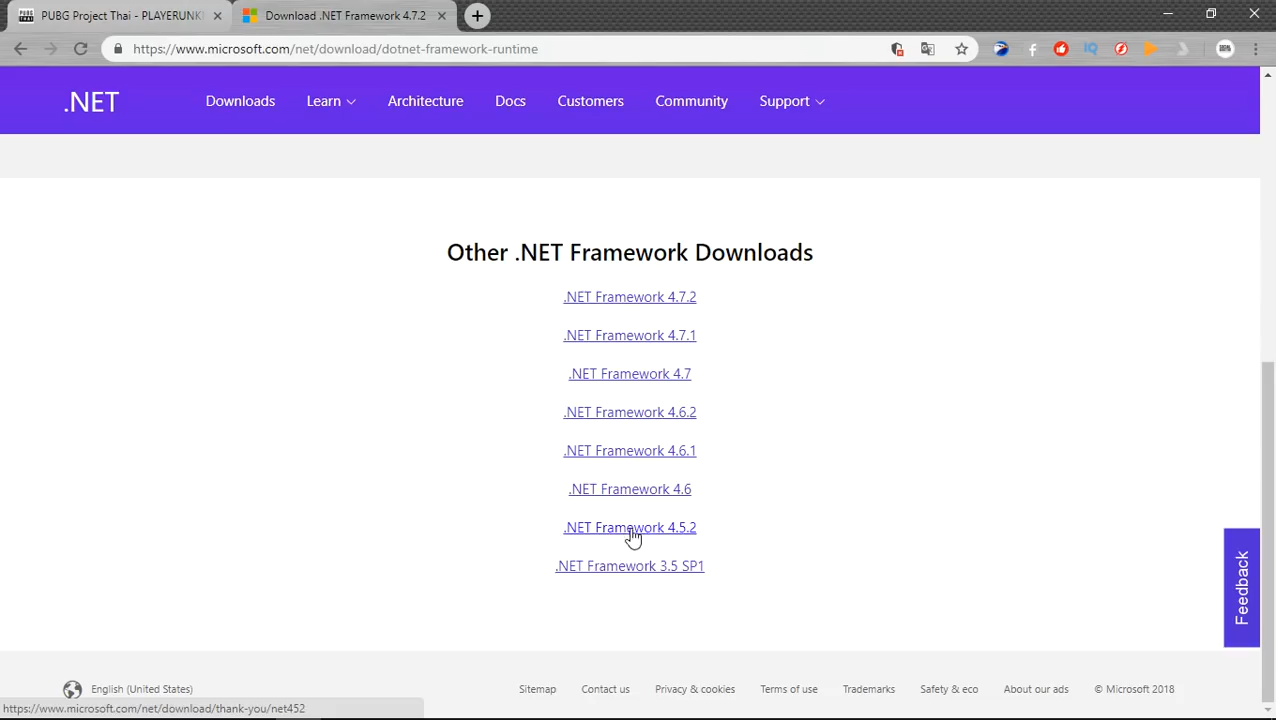 PUBG Project Thai - PLAYERUNK
Download .NET Framework 4.7.2
https://www.microsoft.com/net/download/dotnet-framework-runtime
.NET
Downloads
Learn
Architecture
Docs
Customers
Community
Support
Other .NET Framework Downloads
.NET Framework 4.7.2
.NET Framework 4.7.1
.NET Framework 4.7
.NET Framework 4.6.2
.NET Framework 4.6.1
.NET Framework 4.6
.NET Framework 4.5.2
.NET Framework 3.5 SP1
Feedback
English (United States)
Sitemap
Contact us
Privacy & cookies
Terms of use
Trademarks
Safety & eco
About our ads
© Microsoft 2018
https://www.microsoft.com/net/download/thank-you/net452